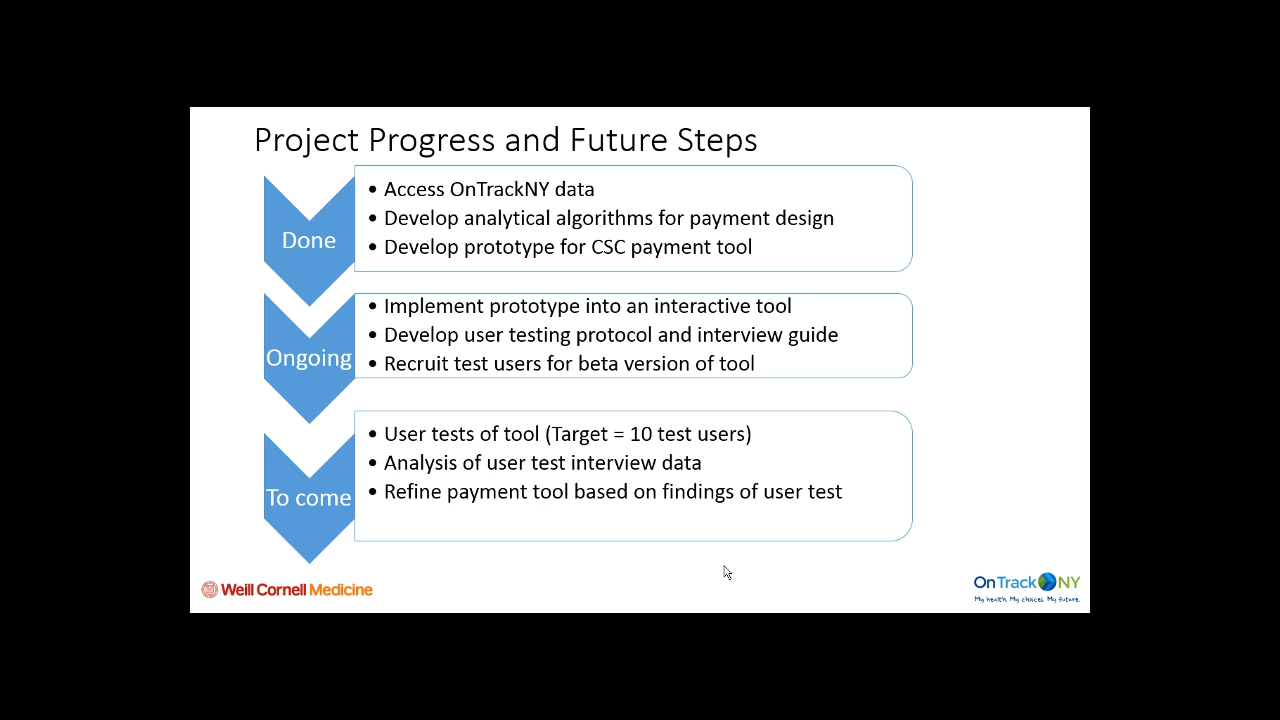 Project Progress and Future Steps
Done
• Access OnTrackNY data
• Develop analytical algorithms for payment design
• Develop prototype for CSC payment tool
Ongoing
• Implement prototype into an interactive tool
• Develop user testing protocol and interview guide
• Recruit test users for beta version of tool
To come
• User tests of tool (Target = 10 test users)
• Analysis of user test interview data
• Refine payment tool based on findings of user test
Weill Cornell Medicine
OnTrack NY
My health. My choices. My future.